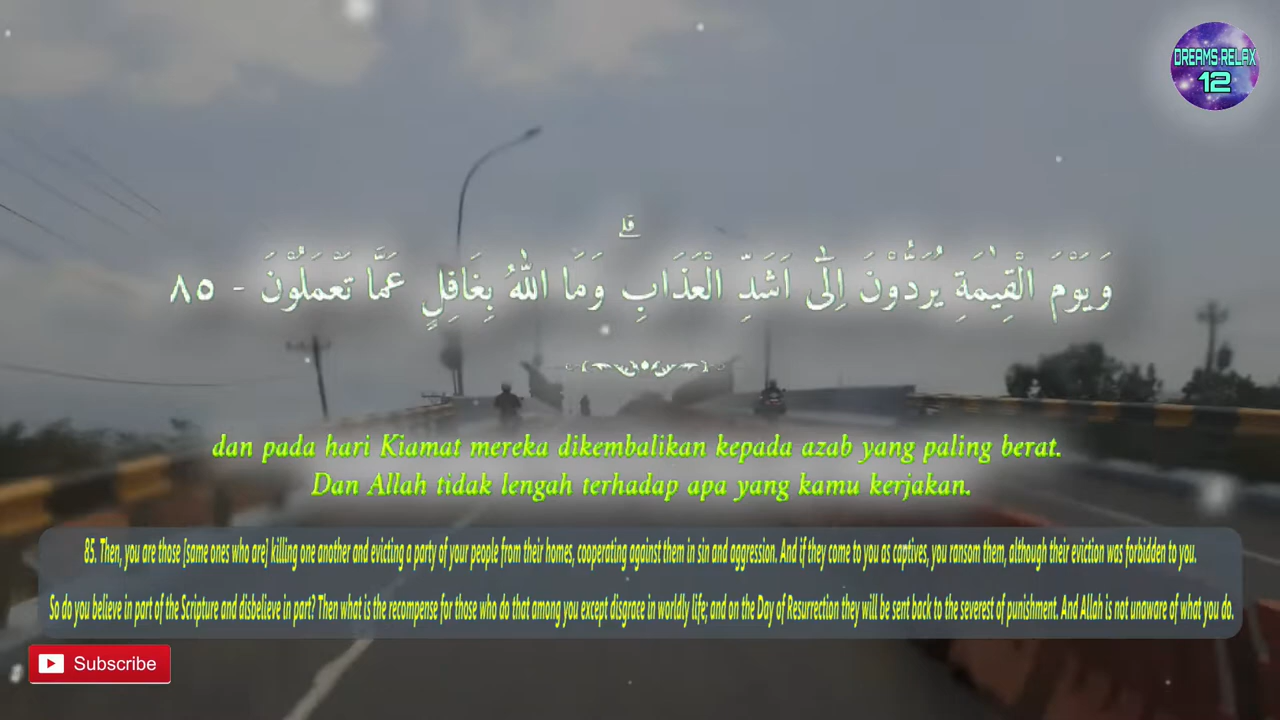 DREAMS RELAX
12
قلے
وَيَوْمَ الْقِيٰمَةِ يُرَدُّوْنَ اِلٰٓى اَشَدِّ الْعَذَابِ وَمَا اللّٰهُ بِغَافِلٍ عَمَّا تَعْمَلُوْنَ - ٨٥
dan pada hari Kiamat mereka dikembalikan kepada azab yang paling berat.
Dan Allah tidak lengah terhadap apa yang kamu kerjakan.
85. Then, you are those [same ones who are] killing one another and evicting a party of your people from their homes, cooperating against them in sin and aggression. And if they come to you as captives, you ransom them, although their eviction was forbidden to you.
So do you believe in part of the Scripture and disbelieve in part? Then what is the recompense for those who do that among you except disgrace in worldly life; and on the Day of Resurrection they will be sent back to the severest of punishment. And Allah is not unaware of what you do.
Subscribe